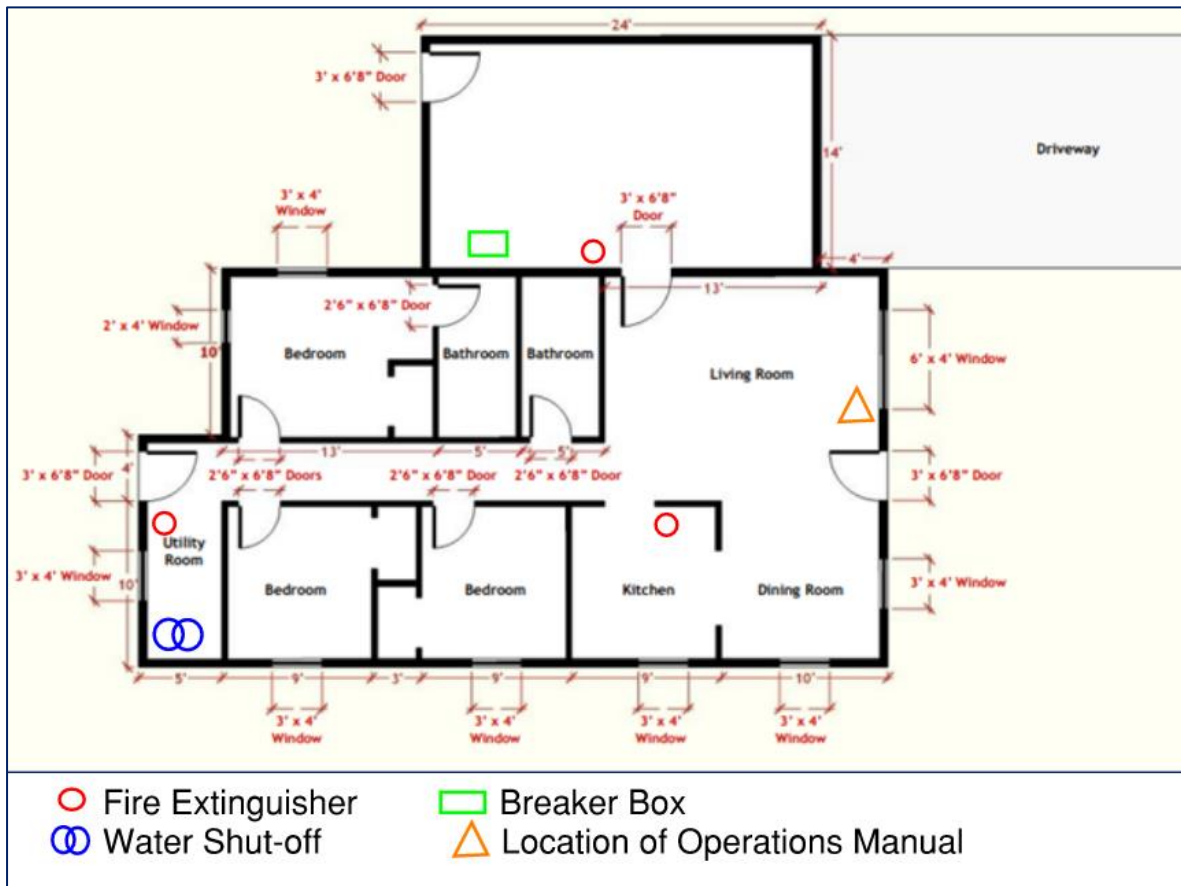 24'
3' x 6'8" Door
14'
Driveway
3' x 4'
Window
3' x 6'8"
Door
4'
13'
2'6" x 6'8" Door
2' x 4' Window
10'
Bedroom
Bathroom
Bathroom
Living Room
6' x 4' Window
13'
5'
5'
4'
3' x 6'8" Door
2'6" x 6'8" Doors
2'6" x 6'8" Door
2'6" x 6'8" Door
3' x 6'8" Door
Utility
Room
3' x 4' Window
10'
Bedroom
Bedroom
Kitchen
Dining Room
3' x 4' Window
5'
9'
3'
9'
9'
10'
3' x 4'
Window
3' x 4'
Window
3' x 4'
Window
3' x 4'
Window
Fire Extinguisher
Breaker Box
Water Shut-off
Location of Operations Manual